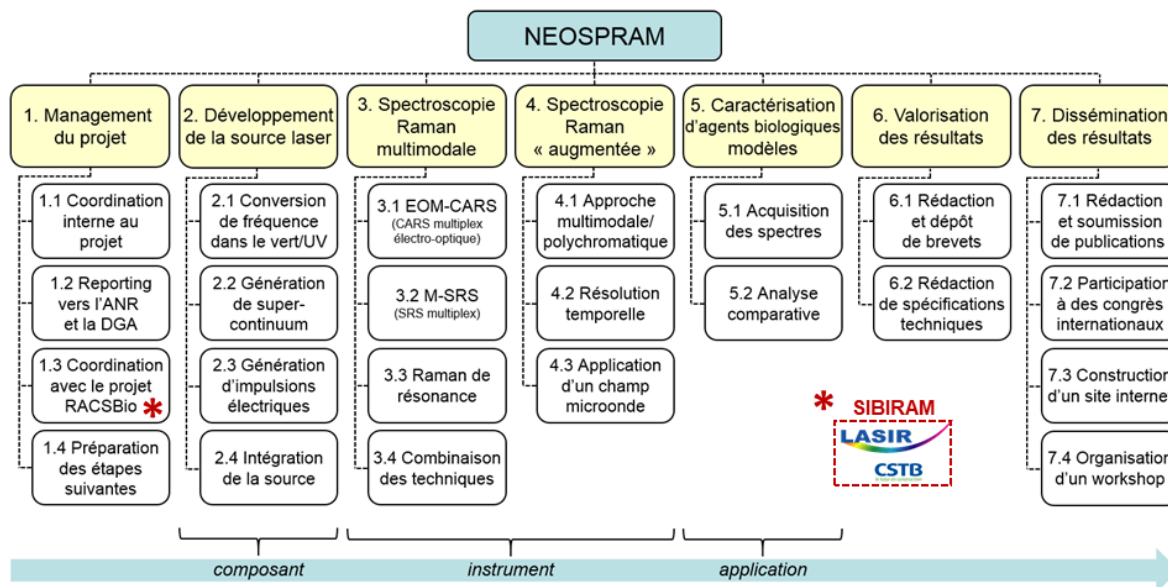 NEOSPRAM
1. Management
du projet
2. Développement
de la source laser
3. Spectroscopie
Raman
multimodale
4. Spectroscopie
Raman
« augmentée »
5. Caractérisation
d'agents biologiques
modèles
6. Valorisation
des résultats
7. Dissémination
des résultats
1.1 Coordination
interne au
projet
1.2 Reporting
vers l'ANR
et la DGA
1.3 Coordination
avec le projet
RACSBio *
1.4 Préparation
des étapes
suivantes
2.1 Conversion
de fréquence
dans le vert/UV
2.2 Génération
de super-
continuum
2.3 Génération
d'impulsions
électriques
2.4 Intégration
de la source
3.1 EOM-CARS
(CARS multiplex
électro-optique)
3.2 M-SRS
(SRS multiplex)
3.3 Raman de
résonance
3.4 Combinaison
des techniques
4.1 Approche
multimodale/
polychromatique
4.2 Résolution
temporelle
4.3 Application
d'un champ
microonde
5.1 Acquisition
des spectres
5.2 Analyse
comparative
6.1 Rédaction
et dépôt
de brevets
6.2 Rédaction
de spécifications
techniques
7.1 Rédaction
et soumission
de publications
7.2 Participation
à des congrès
internationaux
7.3 Construction
d'un site internet
7.4 Organisation
d'un workshop
* SIBIRAM
LASIR
CSTB
composant
instrument
application